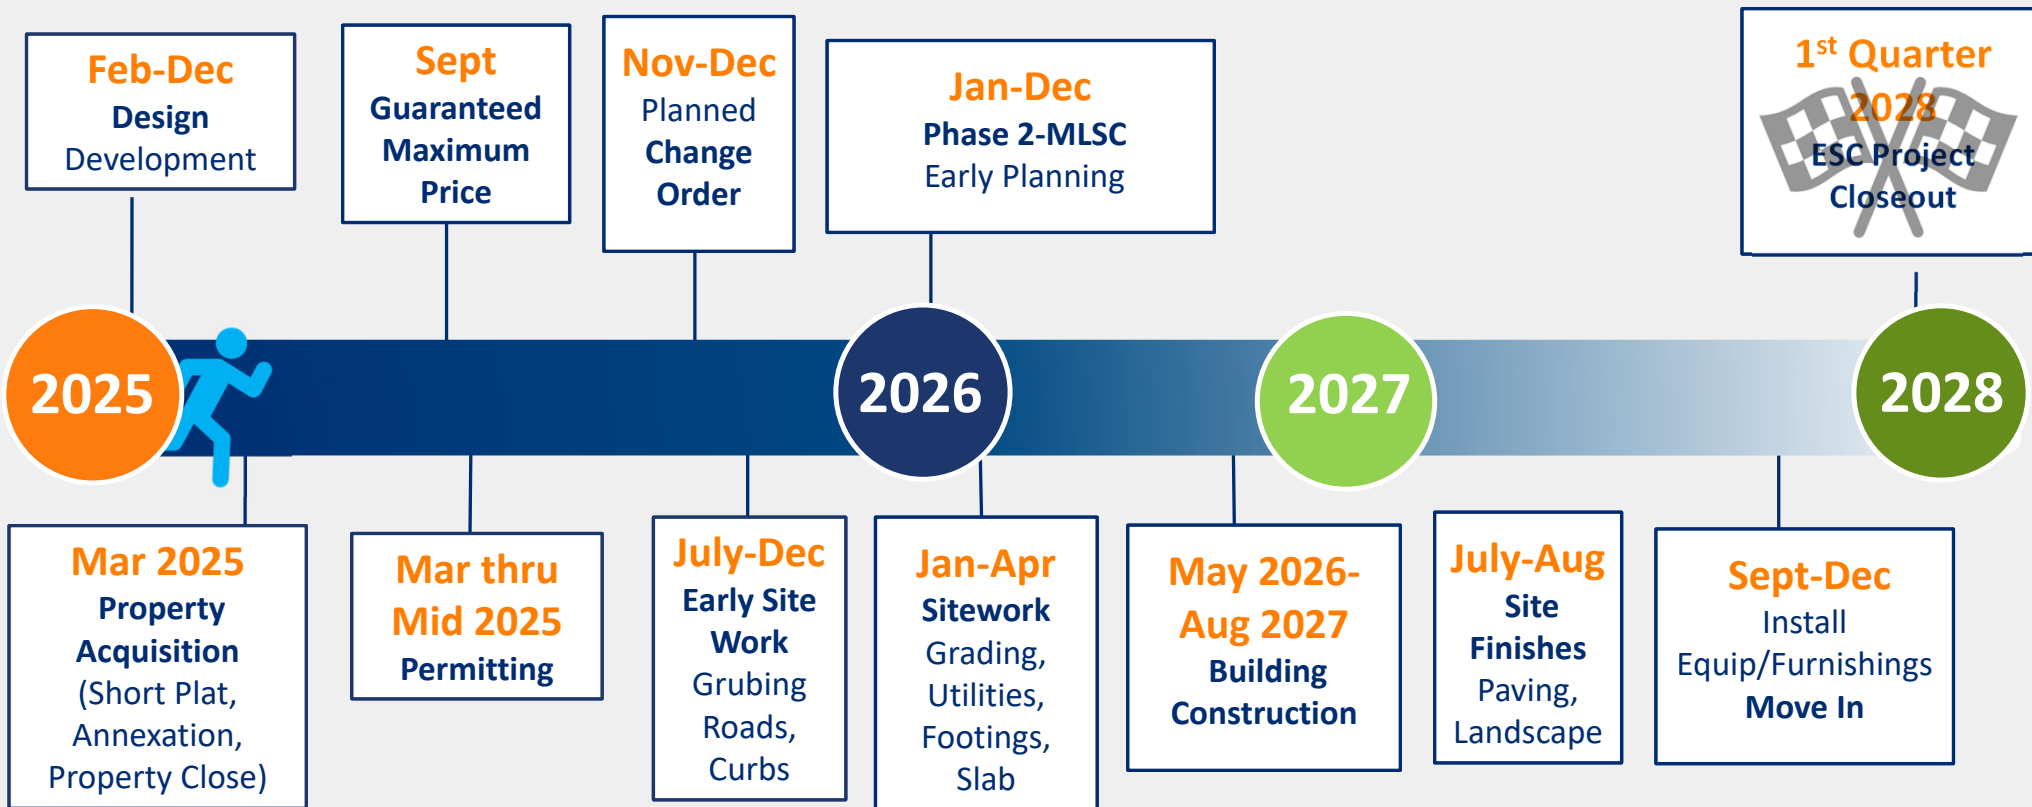 Feb-Dec
Design
Development
Sept
Guaranteed
Maximum
Price
Nov-Dec
Planned
Change
Order
Jan-Dec
Phase 2-MLSC
Early Planning
1st Quarter
2028
ESC Project
Closeout
2025
2026
2027
2028
Mar 2025
Property
Acquisition
(Short Plat,
Annexation,
Property Close)
Mar thru
Mid 2025
Permitting
July-Dec
Early Site
Work
Grubing
Roads,
Curbs
Jan-Apr
Sitework
Grading,
Utilities,
Footings,
Slab
May 2026-
Aug 2027
Building
Construction
July-Aug
Site
Finishes
Paving,
Landscape
Sept-Dec
Install
Equip/Furnishings
Move In